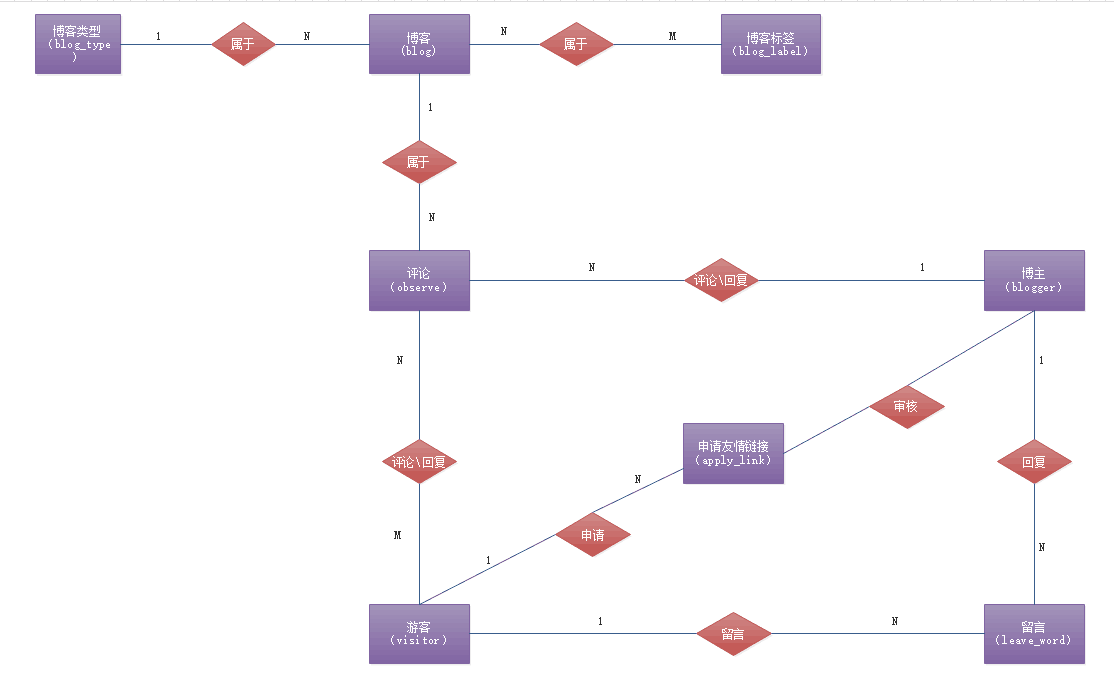 博客类型
(blog_type
)
1
属于
N
博客
(blog)
N
属于
M
博客标签
(blog_label)
1
属于
N
评论
(observe)
N
评论\回复
1
博主
(blogger)
N
1
审核
申请友情链接
(apply_link)
评论\回复
回复
N
M
申请
1
N
游客
(visitor)
1
留言
N
留言
(leave_word)